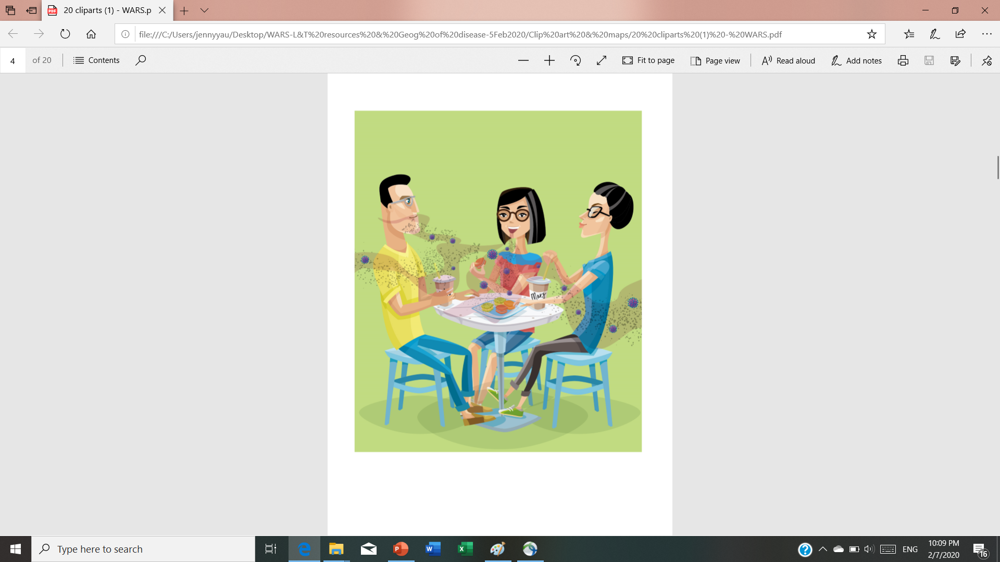 20 cliparts (1) - WARS.p
file:///C:/Users/jennyyau/Desktop/WARS-L&T%20resources%20&%20Geog%20of%20disease-5Feb2020/Clip%20art%20&%20maps/20%20cliparts%20(1)%20-%20WARS.pdf
4 of 20 Contents Fit to page Page view Read aloud Add notes
Mary
Type here to search
ENG
10:09 PM
2/7/2020
16